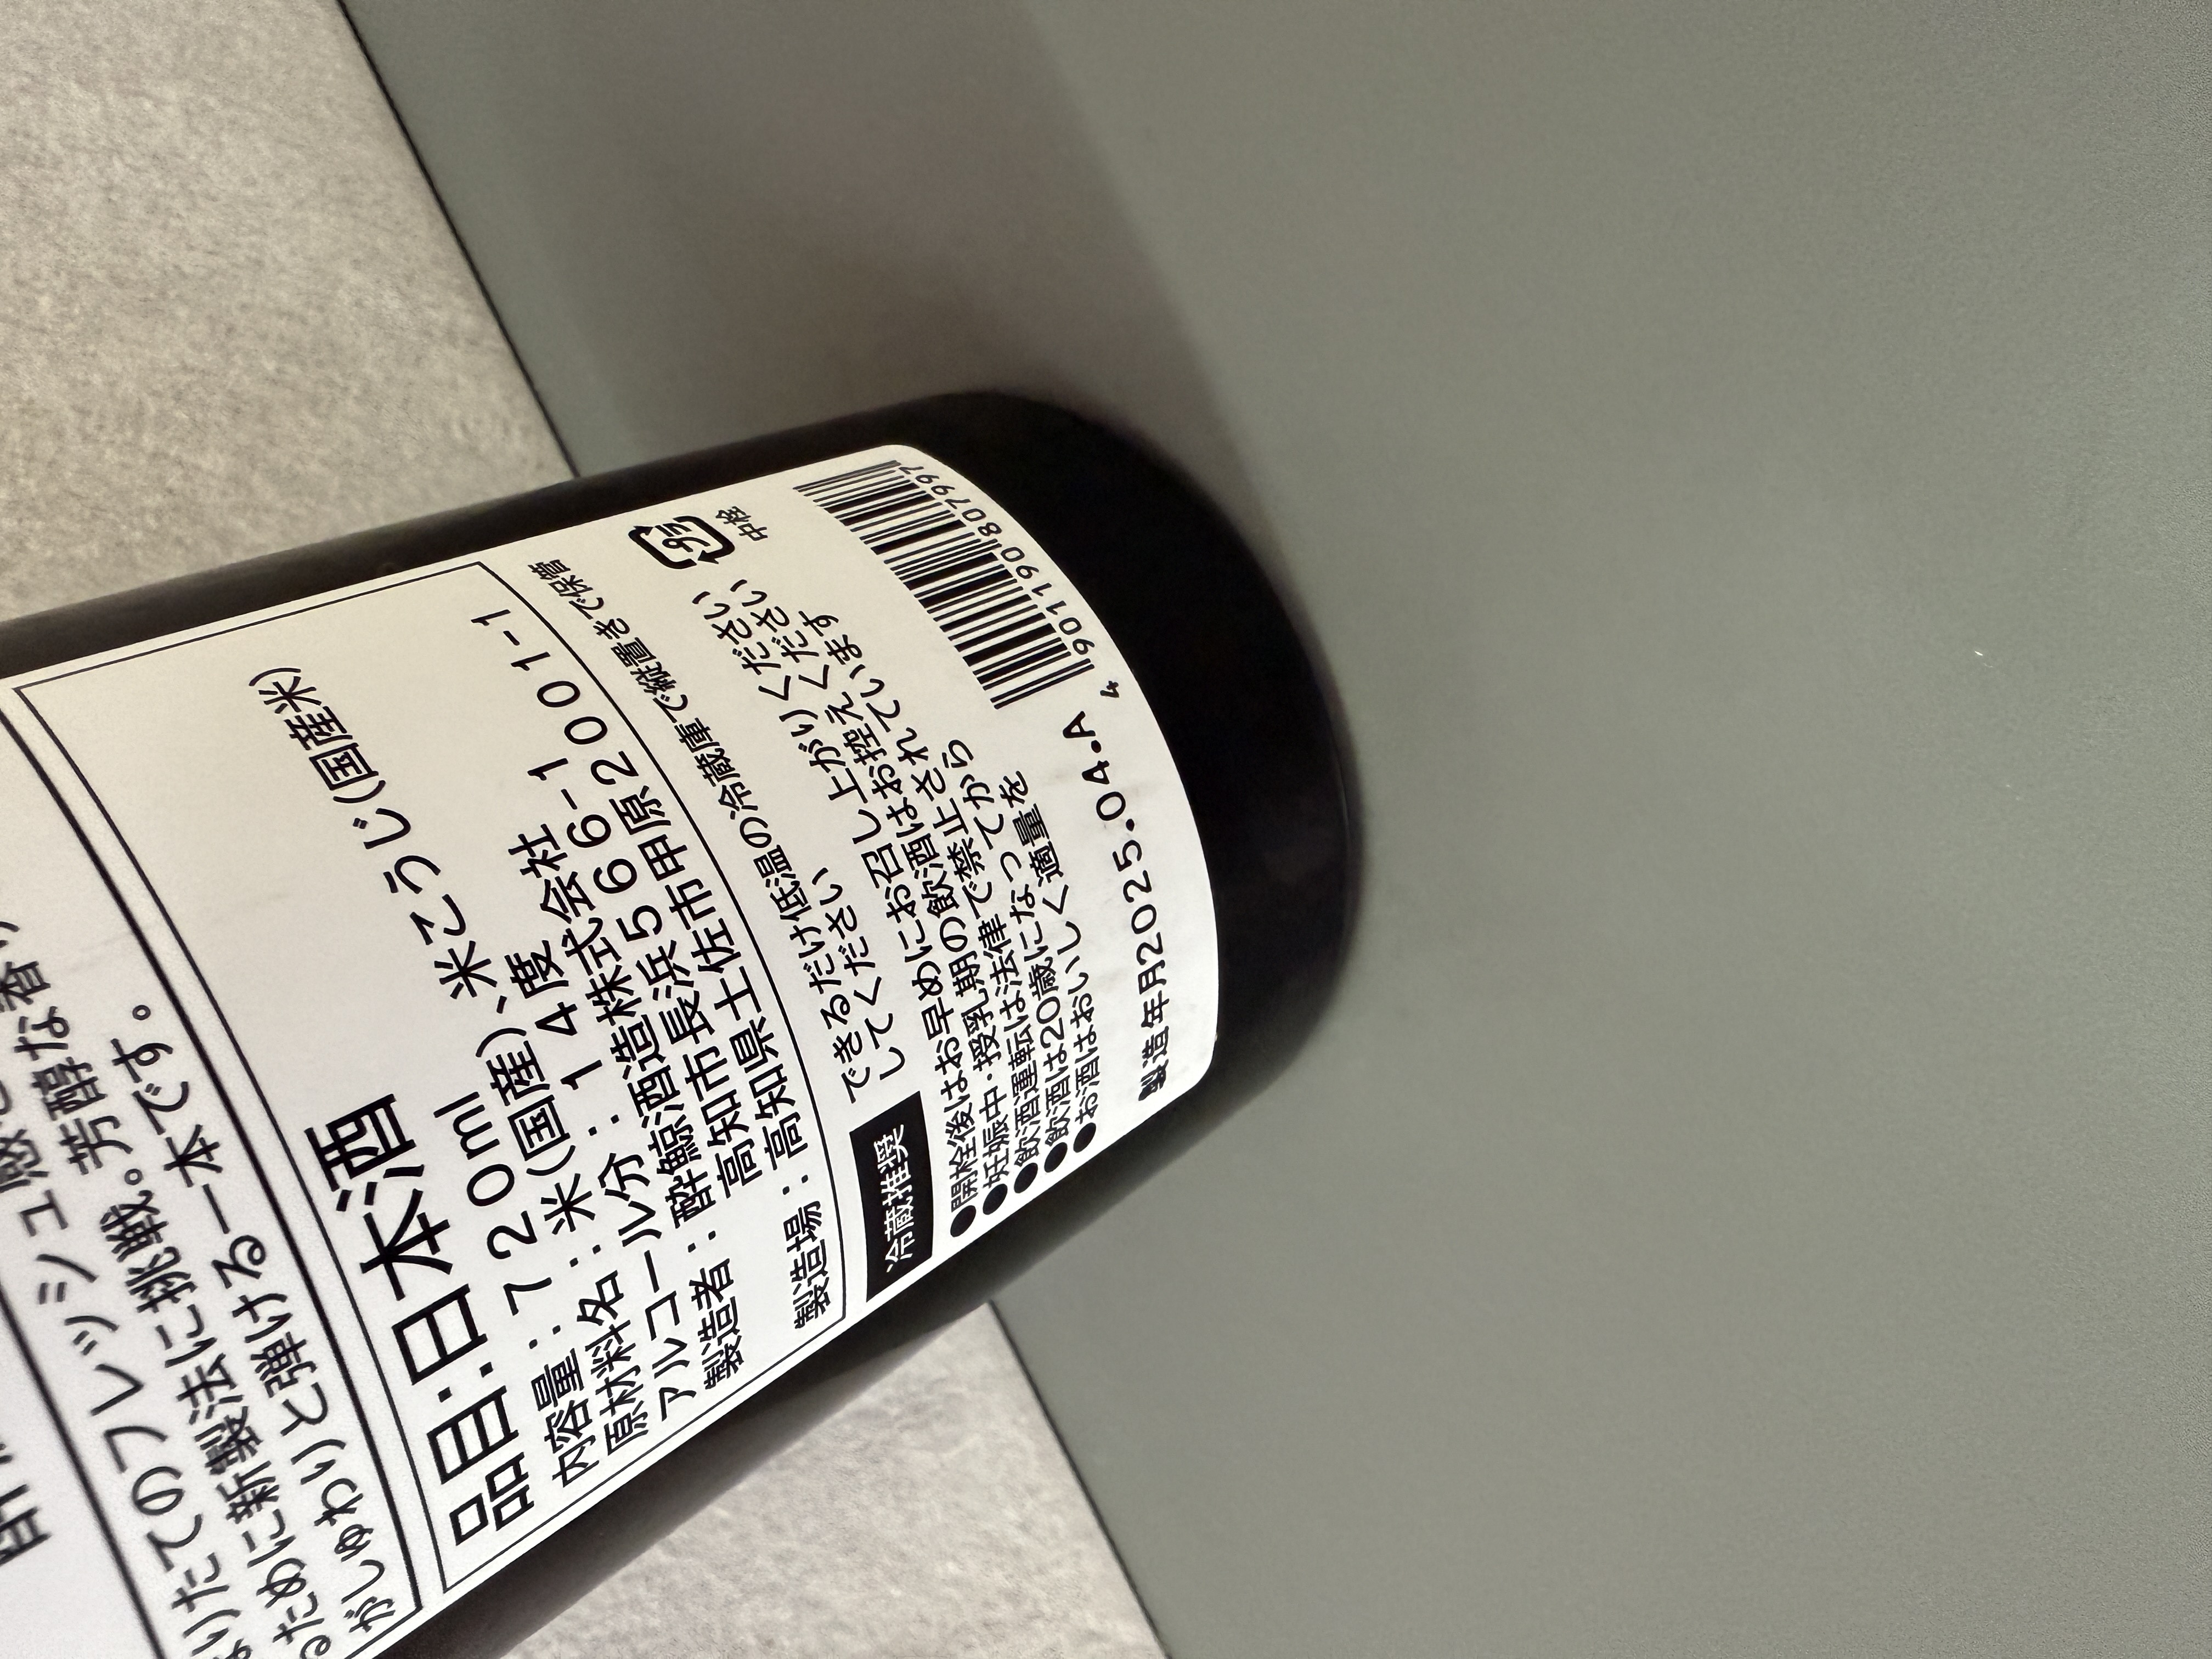 りたてのフレッシュ感
ために新製法に挑戦。芳醇な香り
がしゅわりと弾ける一本です。
品目:日本酒
内容量:720ml
原材料名:米(国産)、米こうじ(国産米)
アルコール分:14度
製造者:酔鯨酒造株式会社
高知市長浜566-1
製造場:高知県土佐市甲原2001-1
冷蔵推奨
できるだけ低温の冷蔵庫で縦置きで保管
してください
●開栓後はお早めにお召し上がりください
●妊娠中・授乳期の飲酒はお控えください
●飲酒運転は法律で禁止されています
●飲酒は20歳になってから
●お酒はおいしく適量を
中栓
製造年月2025.04.A
4 901190 807997